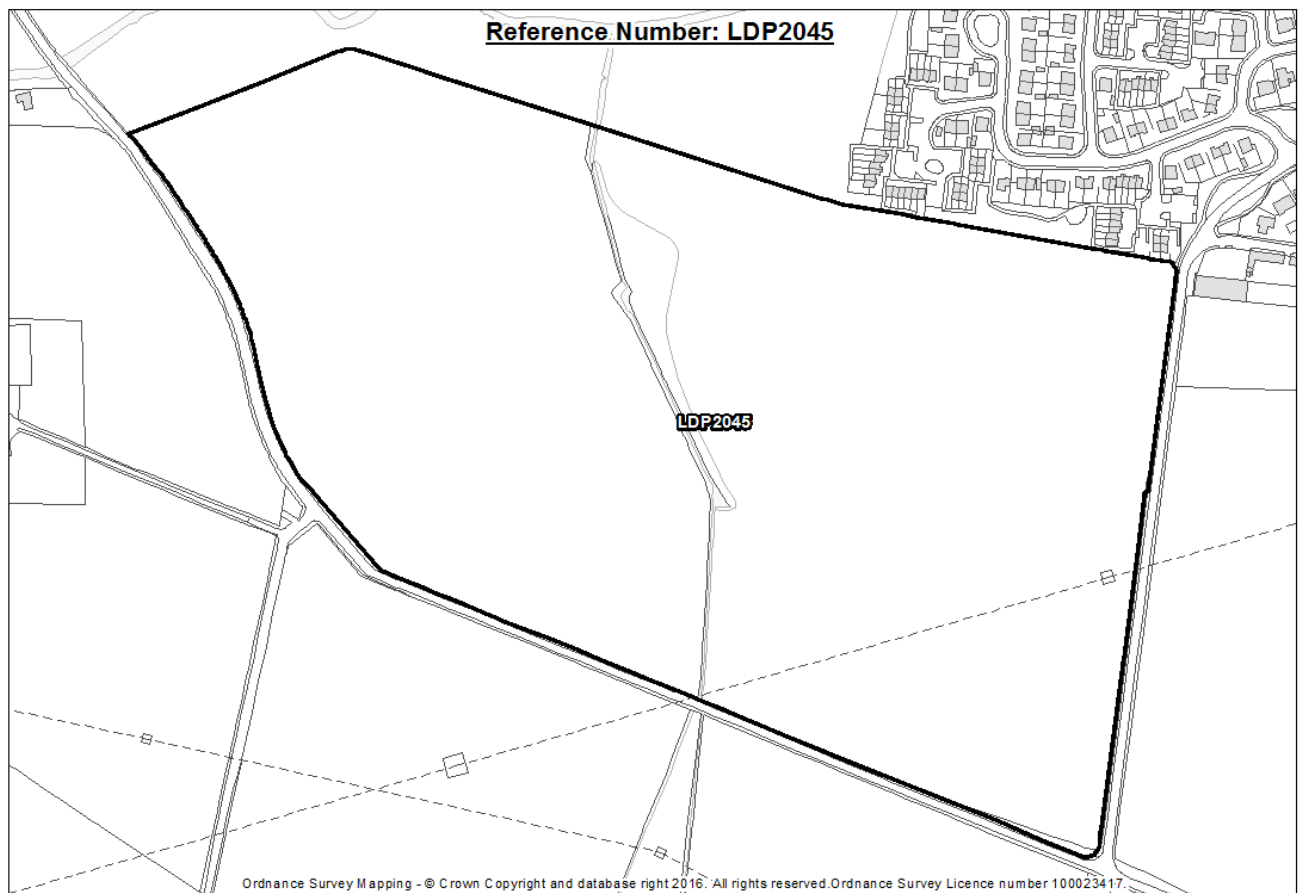 Reference Number: LDP2045
LDP2045
Ordnance Survey Mapping - © Crown Copyright and database right 2016. All rights reserved.Ordnance Survey Licence number 100023417.